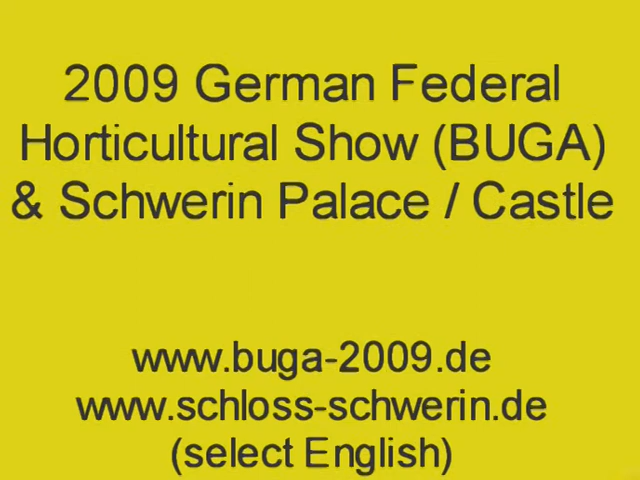 2009 German Federal
Horticultural Show (BUGA)
& Schwerin Palace / Castle
www.buga-2009.de
www.schloss-schwerin.de
(select English)